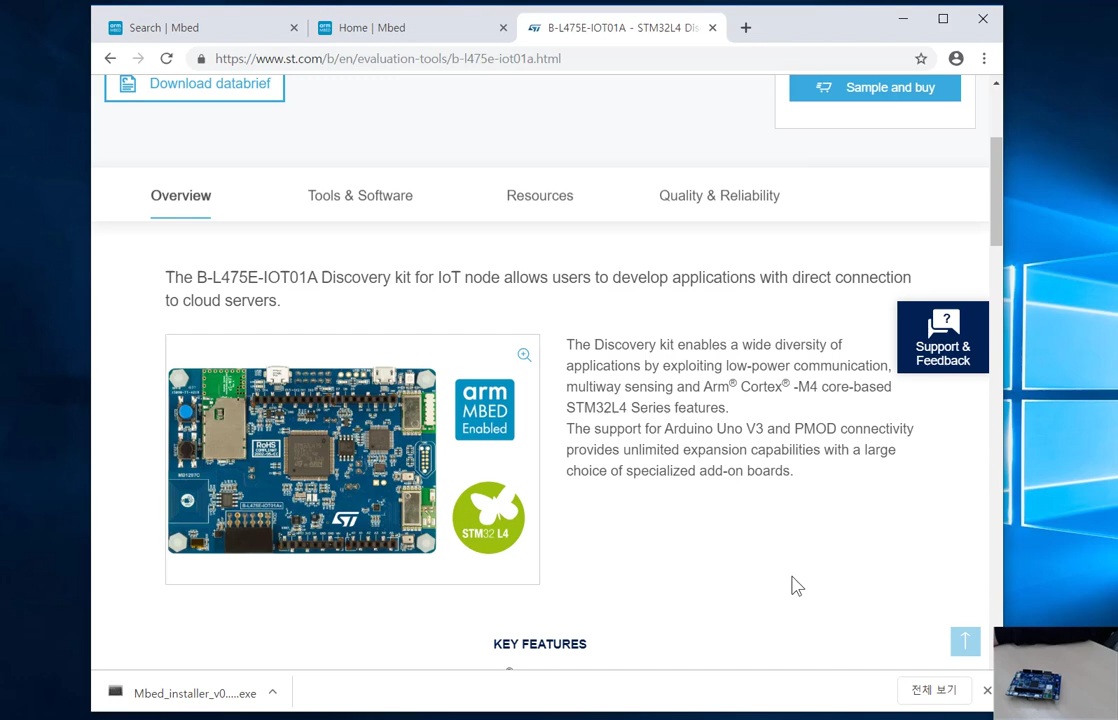 Search | Mbed
Home | Mbed
B-L475E-IOT01A - STM32L4 Dis
https://www.st.com/b/en/evaluation-tools/b-l475e-iot01a.html
Download databrief
Sample and buy
Overview
Tools & Software
Resources
Quality & Reliability
The B-L475E-IOT01A Discovery kit for IoT node allows users to develop applications with direct connection
to cloud servers.
arm
MBED
Enabled
RoHS
B-L475E-IOT01A
ST
STM32 L4
The Discovery kit enables a wide diversity of
applications by exploiting low-power communication,
multiway sensing and Arm® Cortex® -M4 core-based
STM32L4 Series features.
The support for Arduino Uno V3 and PMOD connectivity
provides unlimited expansion capabilities with a large
choice of specialized add-on boards.
Support &
Feedback
KEY FEATURES
Mbed_installer_v0.....exe
전체 보기